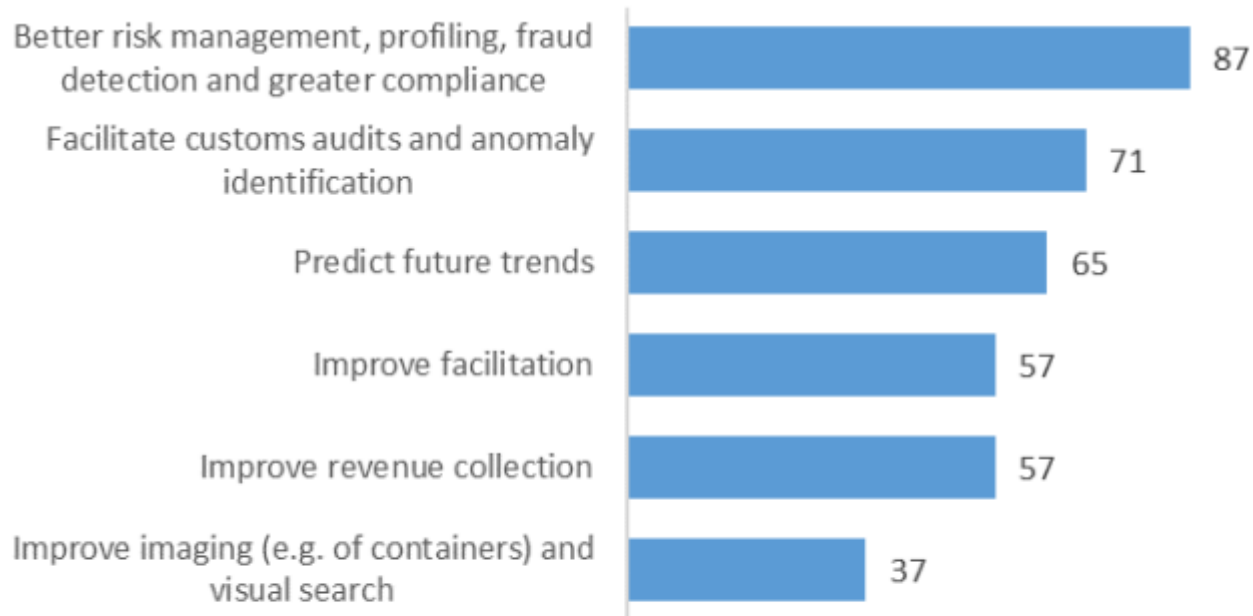 Better risk management, profiling, fraud
detection and greater compliance
87
Facilitate customs audits and anomaly
identification
71
Predict future trends
65
Improve facilitation
57
Improve revenue collection
57
Improve imaging (e.g. of containers) and
visual search
37